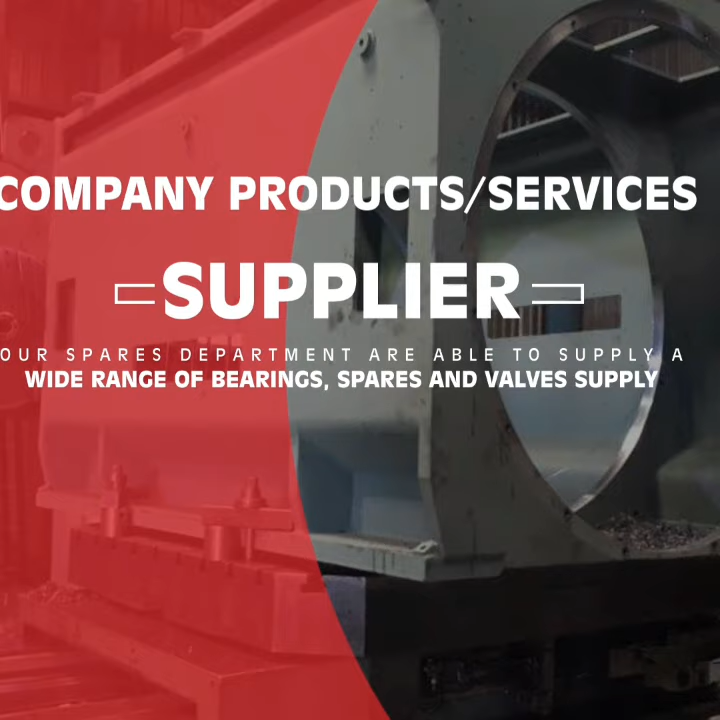 COMPANY PRODUCTS/SERVICES
SUPPLIER
OUR SPARES DEPARTMENT ARE ABLE TO SUPPLY A
WIDE RANGE OF BEARINGS, SPARES AND VALVES SUPPLY